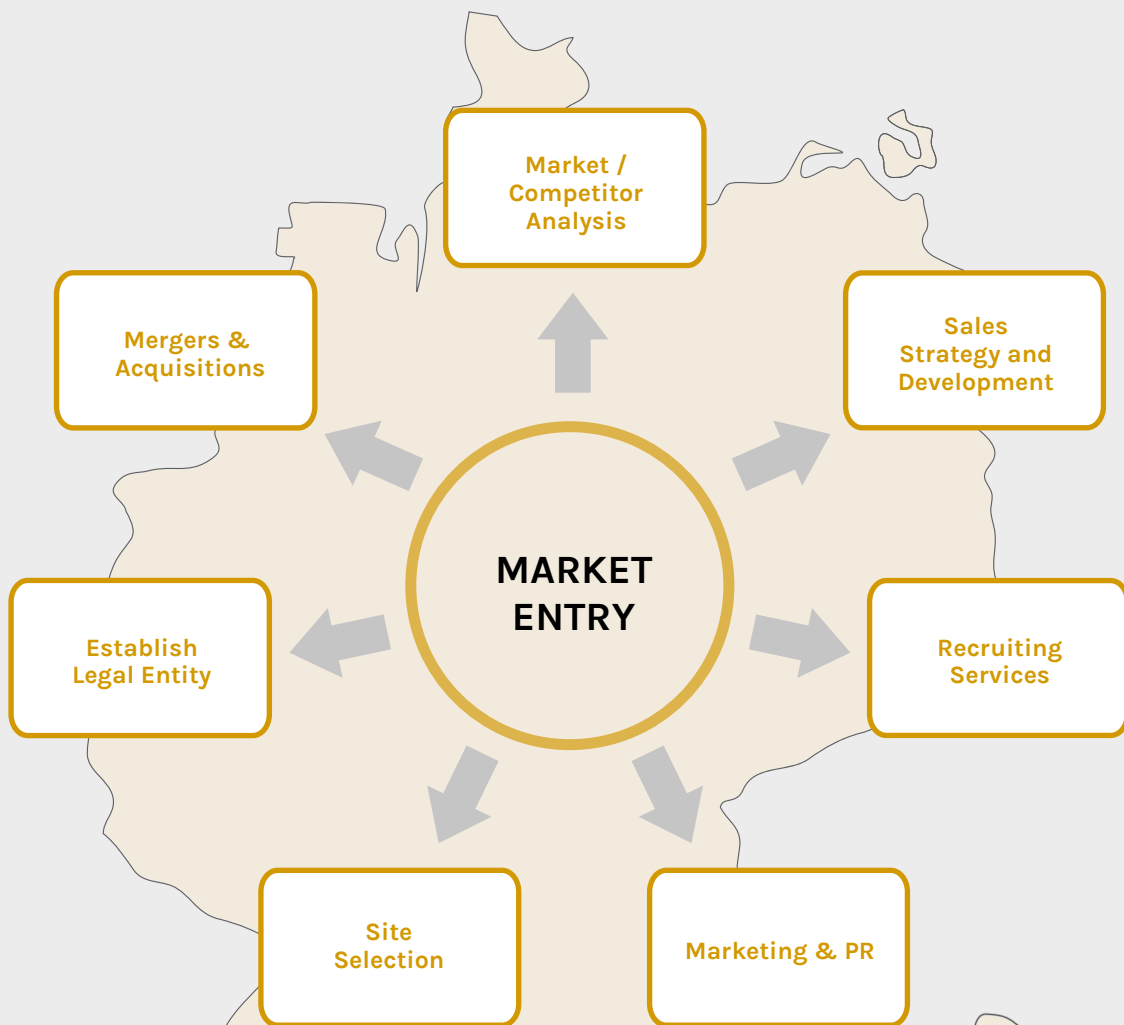 Market /
Competitor
Analysis
Mergers &
Acquisitions
Sales
Strategy and
Development
MARKET
ENTRY
Establish
Legal Entity
Recruiting
Services
Site
Selection
Marketing & PR